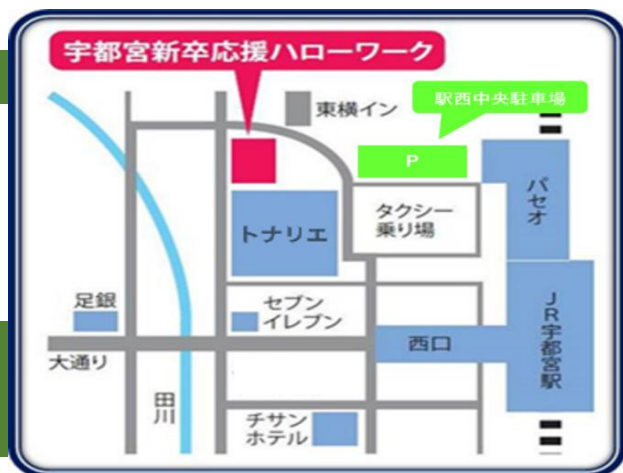 宇都宮新卒応援ハローワーク
東横イン
駅西中央駐車場
P
パセオ
トナリエ
タクシー
乗り場
足銀
セブン
イレブン
大通り
西口
JR宇都宮駅
田川
チサン
ホテル